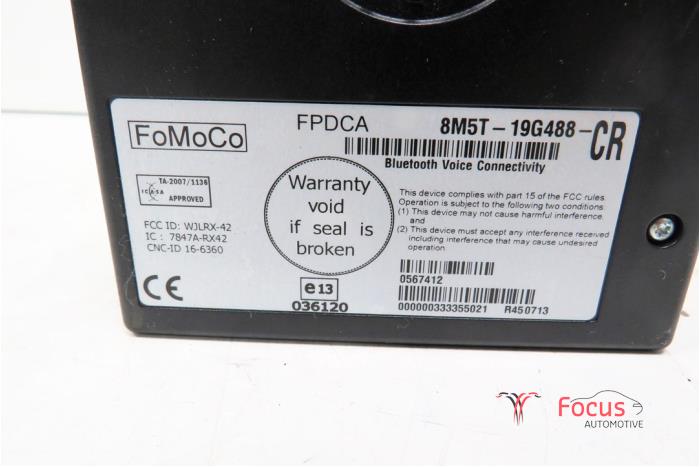 FoMoCo
FPDCA
8M5T-19G488-CR
Bluetooth Voice Connectivity
TA-2007/1136
ICASA
APPROVED
FCC ID: WJLRX-42
IC : 7847A-RX42
CNC-ID 16-6360
CE
Warranty
void
if seal is
broken
e13
036120
This device complies with part 15 of the FCC rules.
Operation is subject to the following two conditions:
(1) This device may not cause harmful interference,
and
(2) This device must accept any interference received
including interference that may cause undesired
operation.
0567412
000000333355021 R450713
Focus
AUTOMOTIVE